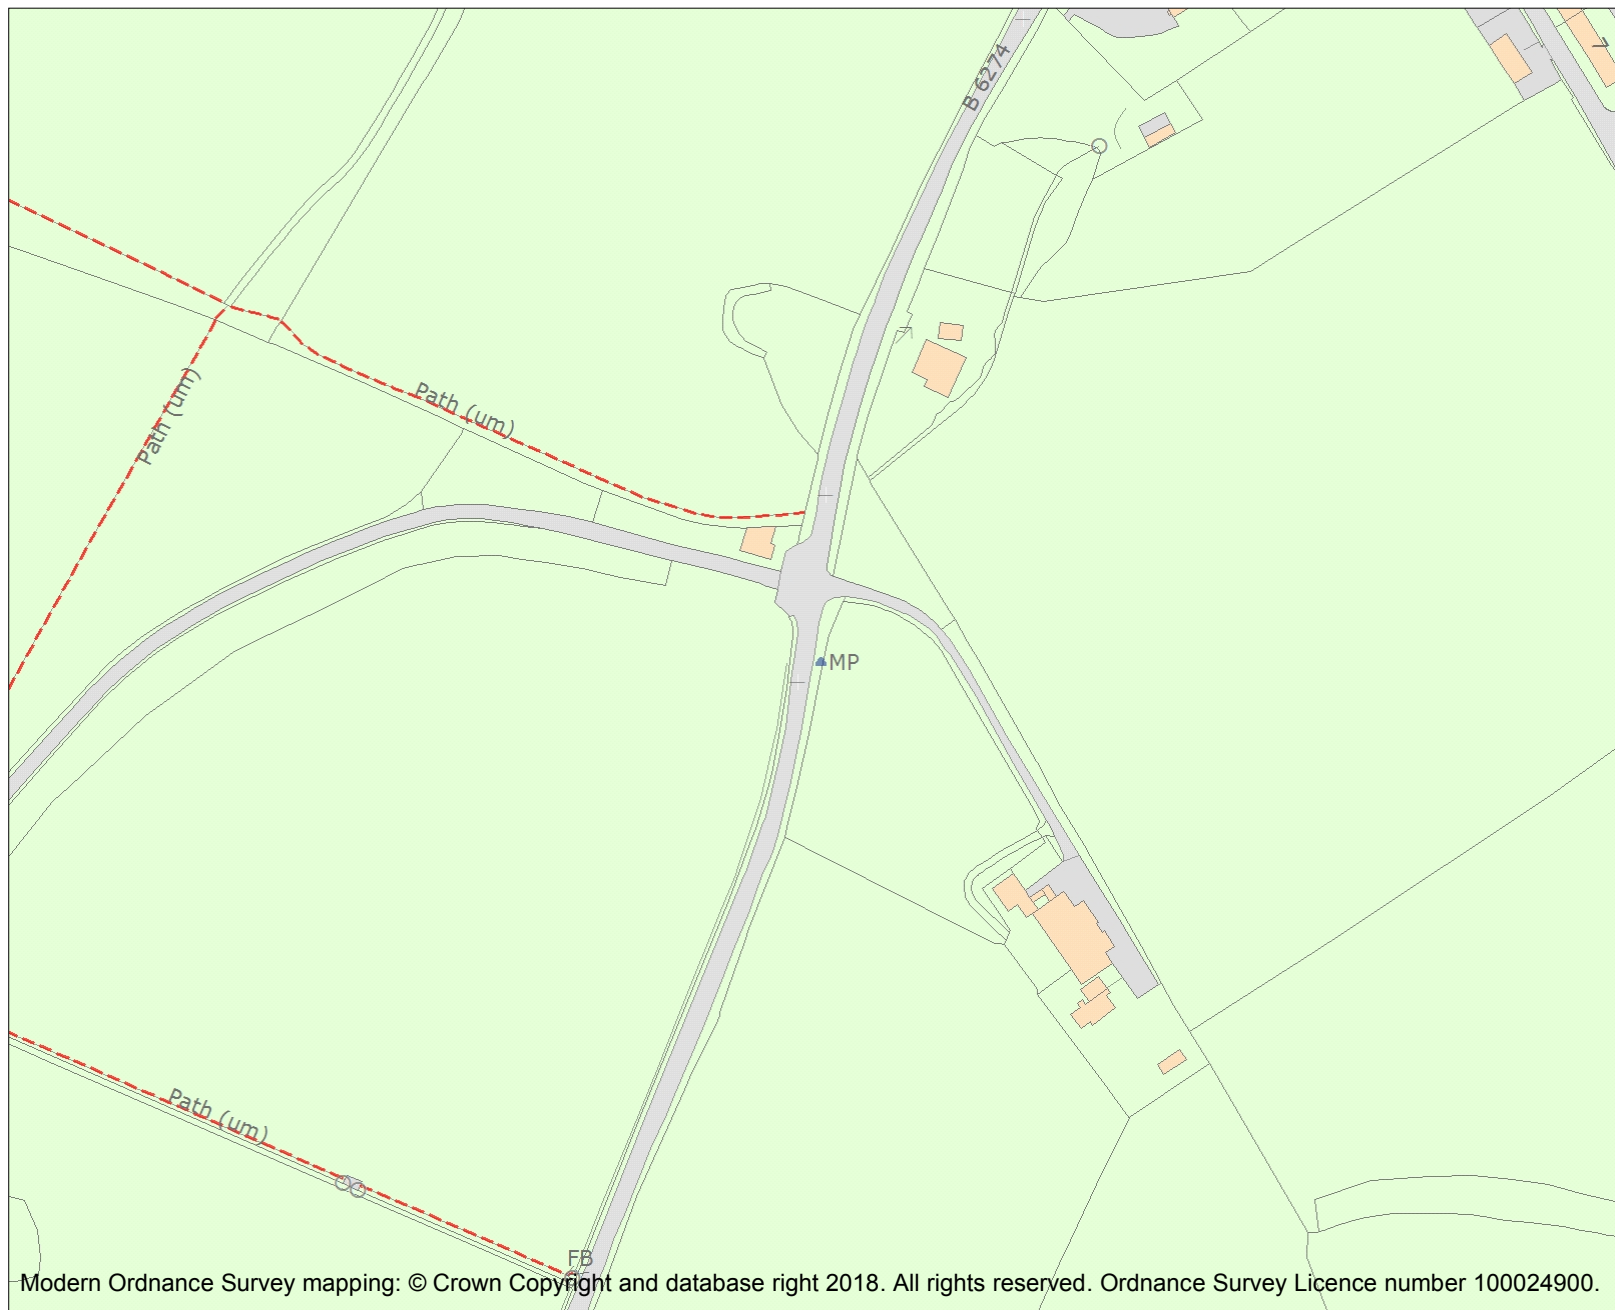 B 6274
Path (um)
Path (um)
MP
Path (um)
FB
Modern Ordnance Survey mapping: © Crown Copyright and database right 2018. All rights reserved. Ordnance Survey Licence number 100024900.